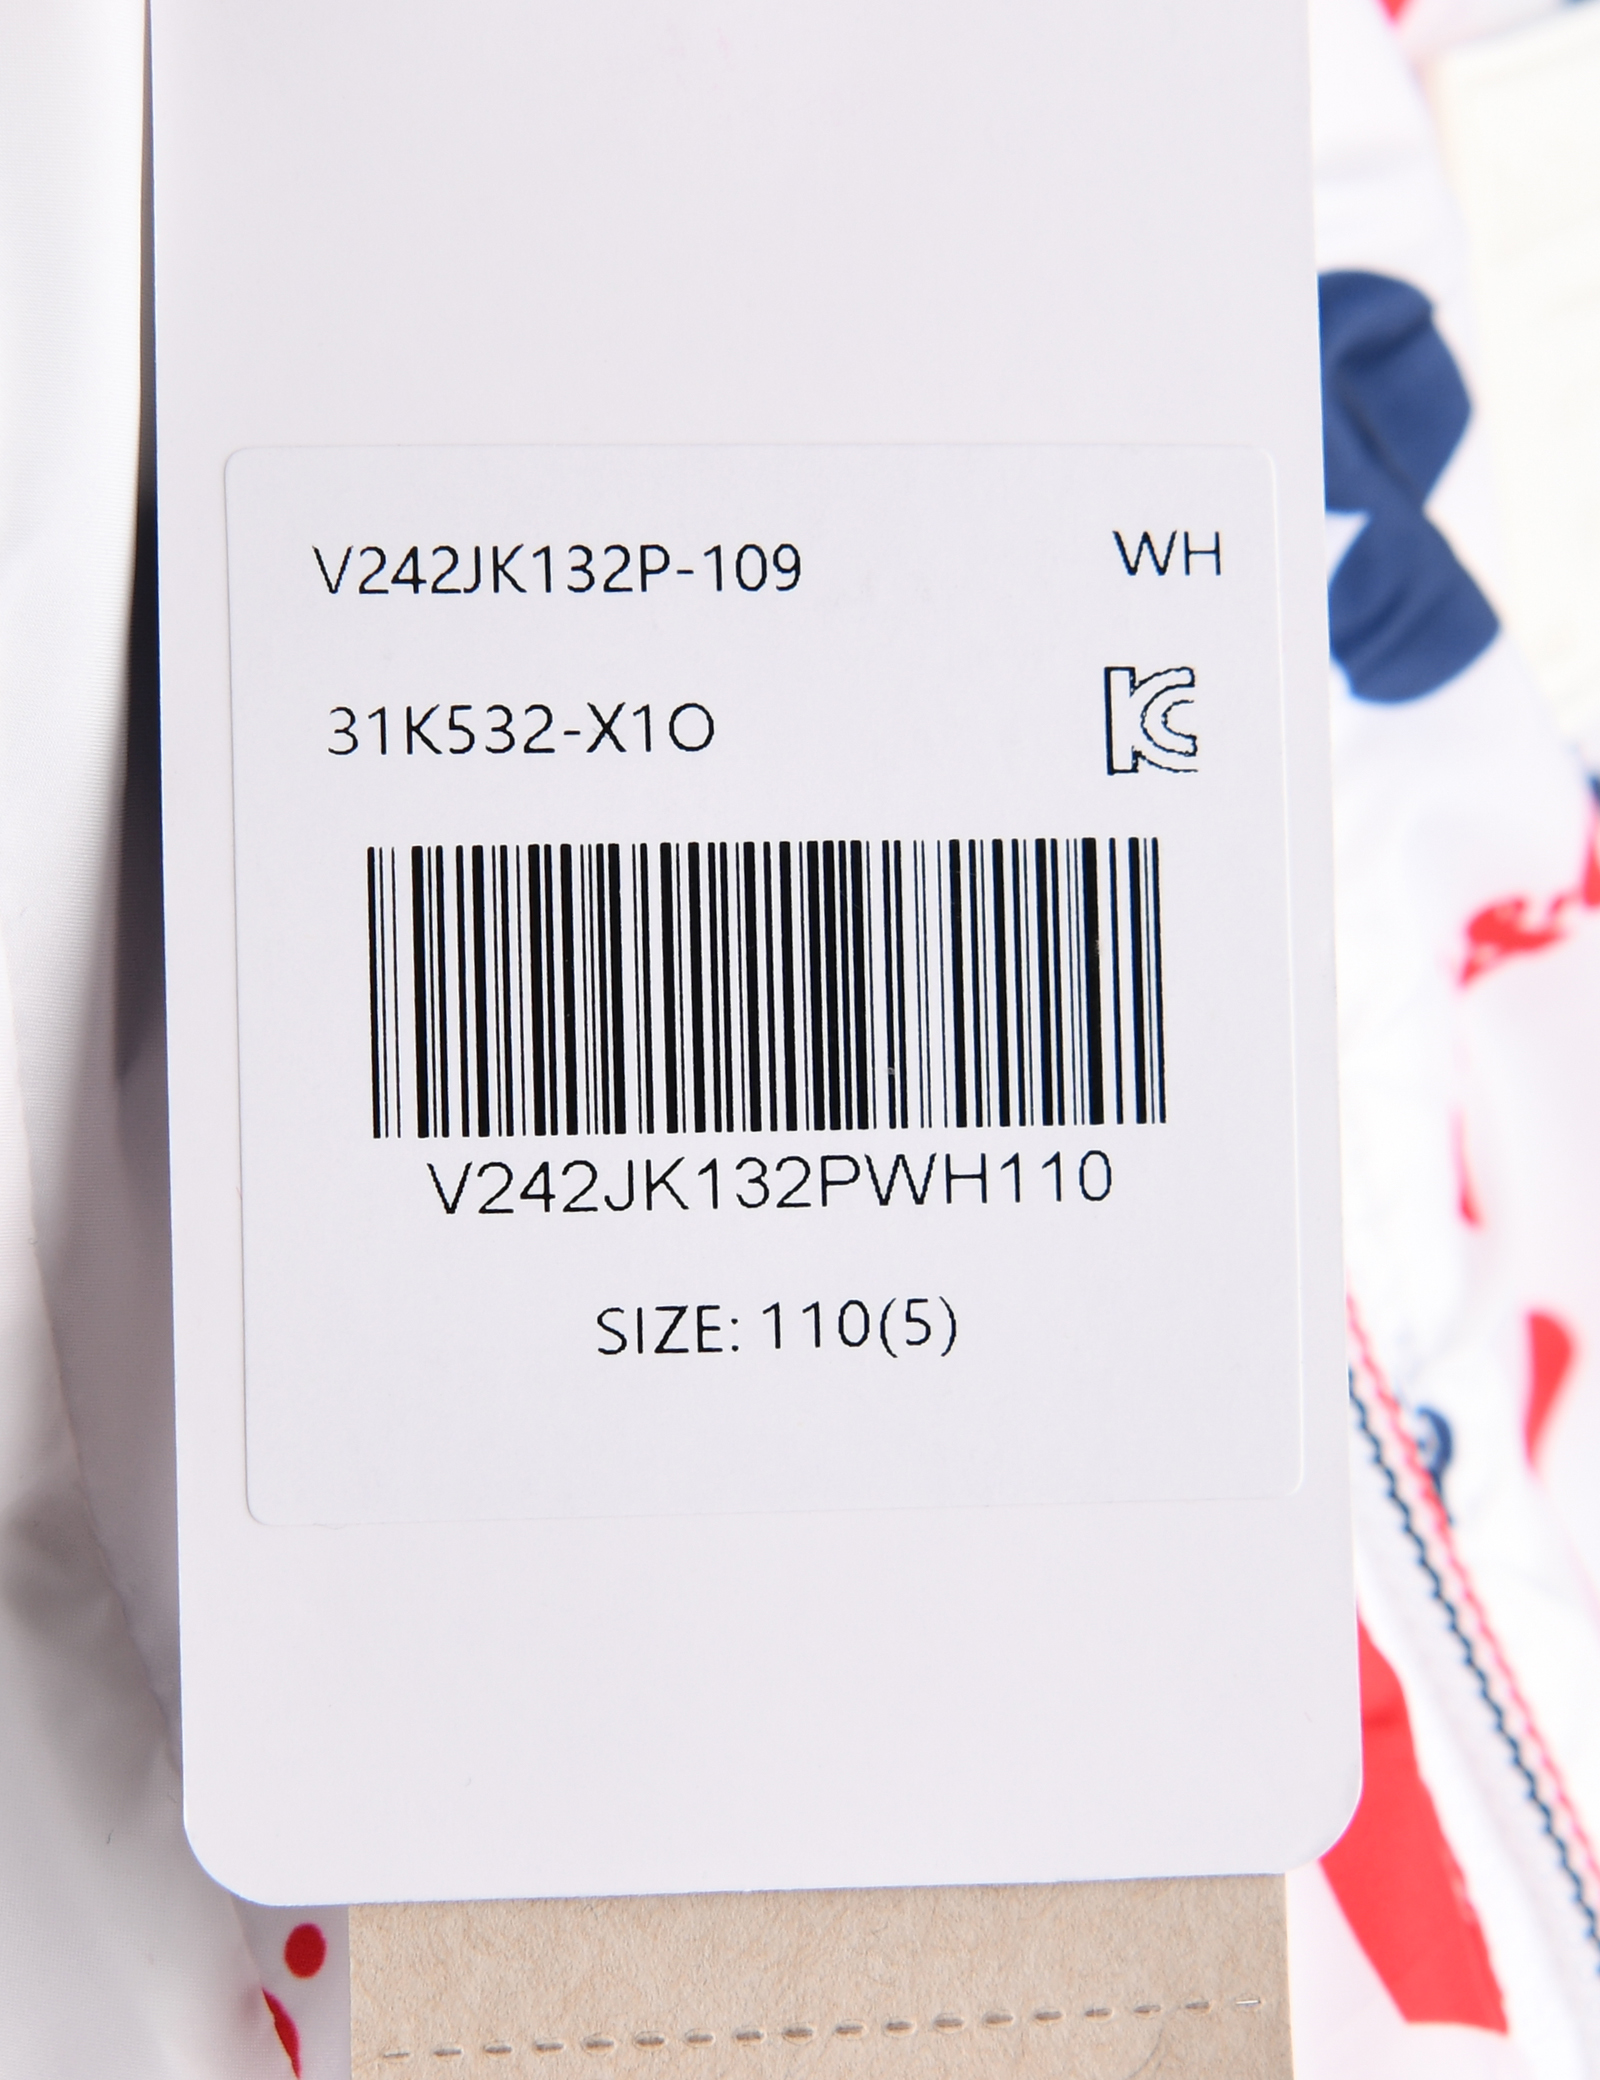 V242JK132P-109 WH
31K532-X1O KC
V242JK132PWH110
SIZE: 110(5)